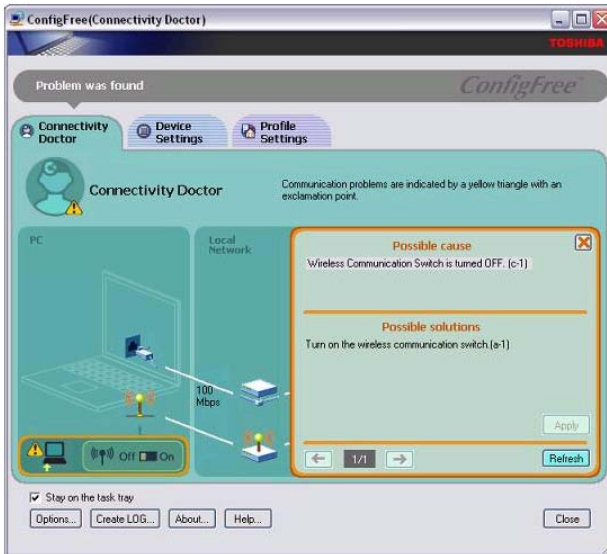 ConfigFree(Connectivity Doctor)
TOSHIBA
Problem was found
ConfigFree
Connectivity
Doctor
Device
Settings
Profile
Settings
Connectivity Doctor
Communication problems are indicated by a yellow triangle with an
exclamation point.
PC
Local
Network
100
Mbps
Off
On
Possible cause
Wireless Communication Switch is turned OFF. (c-1)
Possible solutions
Turn on the wireless communication switch.(a-1)
Apply
1/1
Refresh
Stay on the task tray
Options...
Create LOG...
About...
Help...
Close